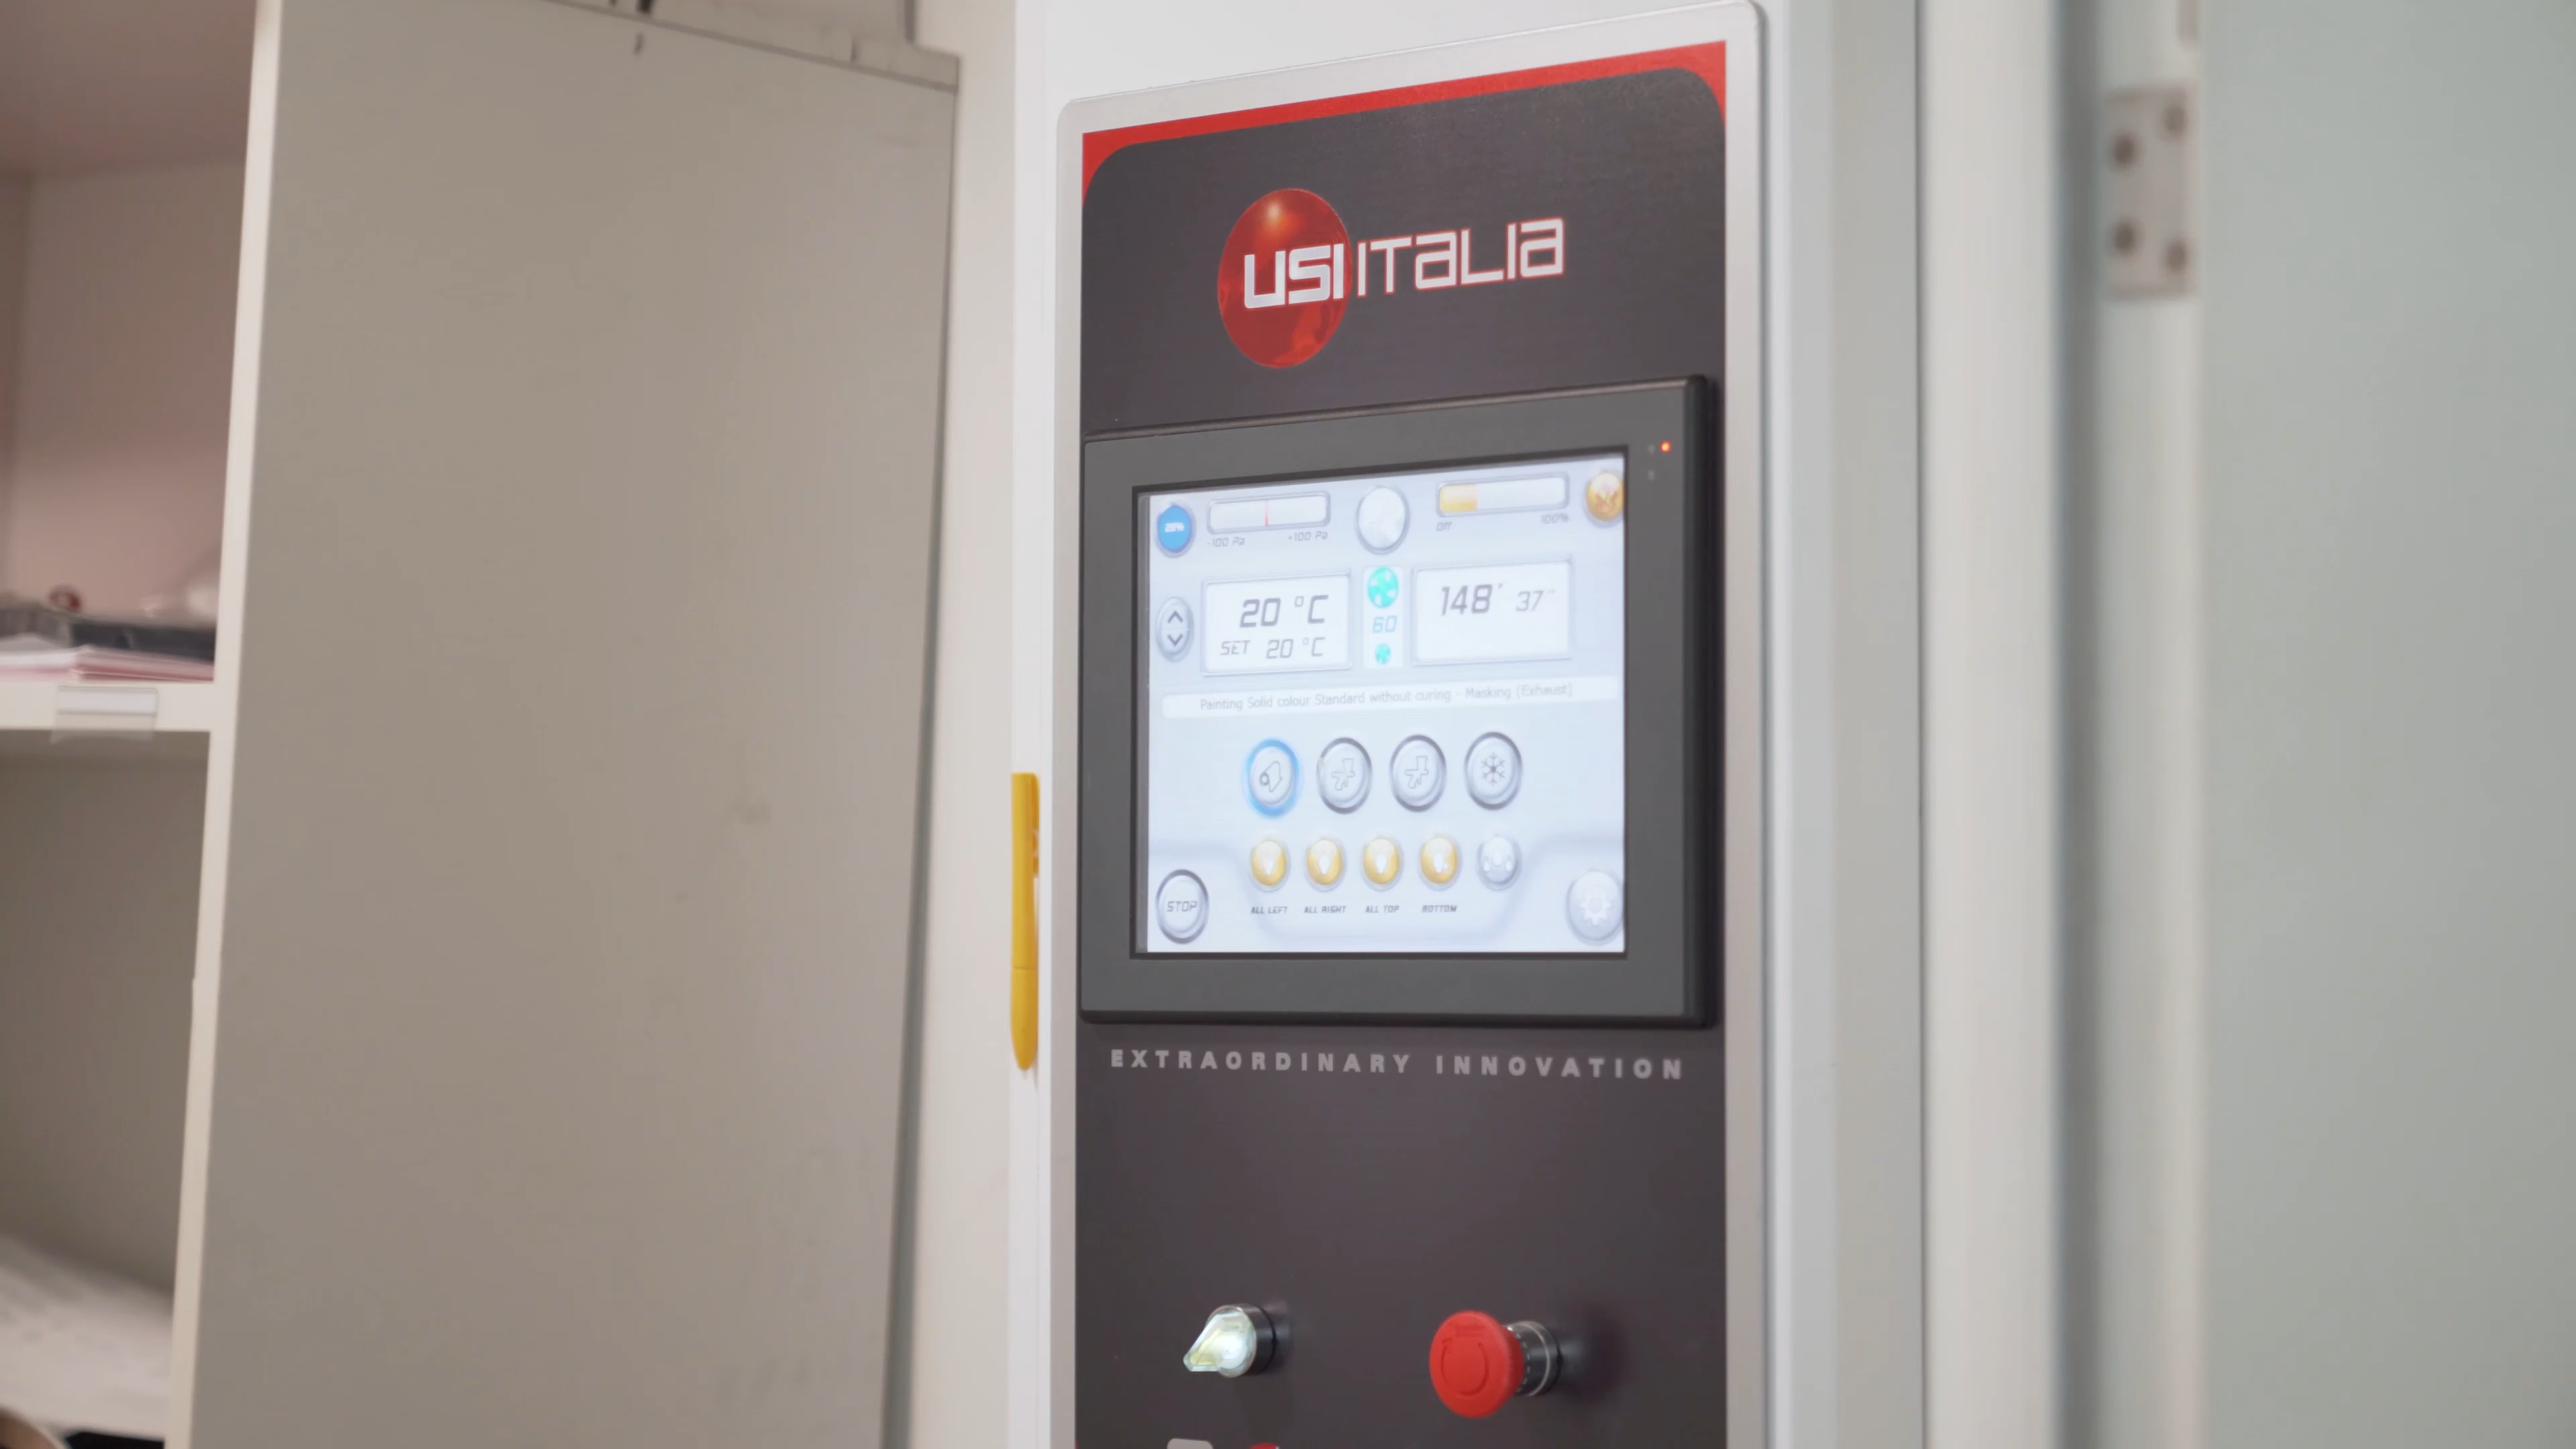 USI ITALIA
-100 Pa
+100 Pa
Off
100%
20 °C
SET 20 °C
60
148' 37"
Painting Solid colour Standard without curing - Masking (Exhaust)
STOP
ALL LEFT
ALL RIGHT
ALL TOP
BOTTOM
EXTRAORDINARY INNOVATION